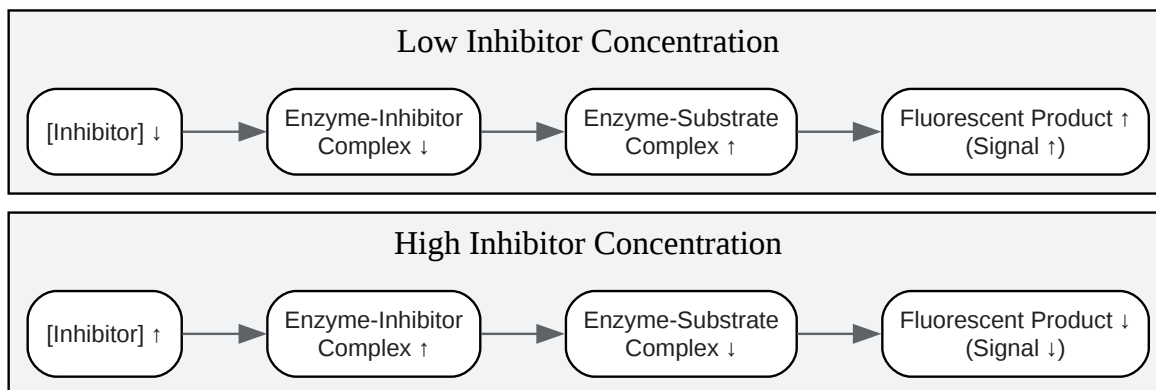 Low Inhibitor Concentration
[Inhibitor] ↓
Enzyme-Inhibitor
Complex ↓
Enzyme-Substrate
Complex ↑
Fluorescent Product ↑
(Signal ↑)
High Inhibitor Concentration
[Inhibitor] ↑
Enzyme-Inhibitor
Complex ↑
Enzyme-Substrate
Complex ↓
Fluorescent Product ↓
(Signal ↓)